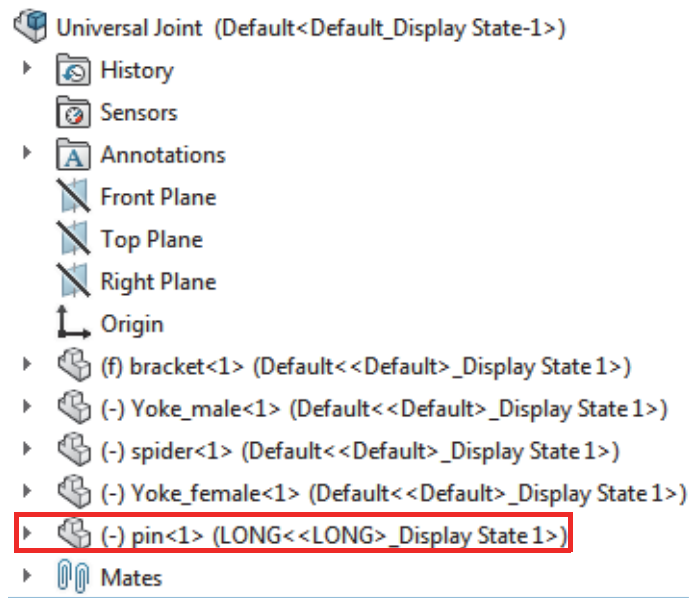 Universal Joint (Default<Default_Display State-1>)
History
Sensors
A Annotations
Front Plane
Top Plane
Right Plane
Origin
(f) bracket<1> (Default<<Default>_Display State 1>)
(-) Yoke_male<1> (Default<<Default>_Display State 1>)
(-) spider<1> (Default<<Default>_Display State 1>)
(-) Yoke_female<1> (Default<<Default>_Display State 1>)
(-) pin<1> (LONG<<LONG>_Display State 1>)
Mates